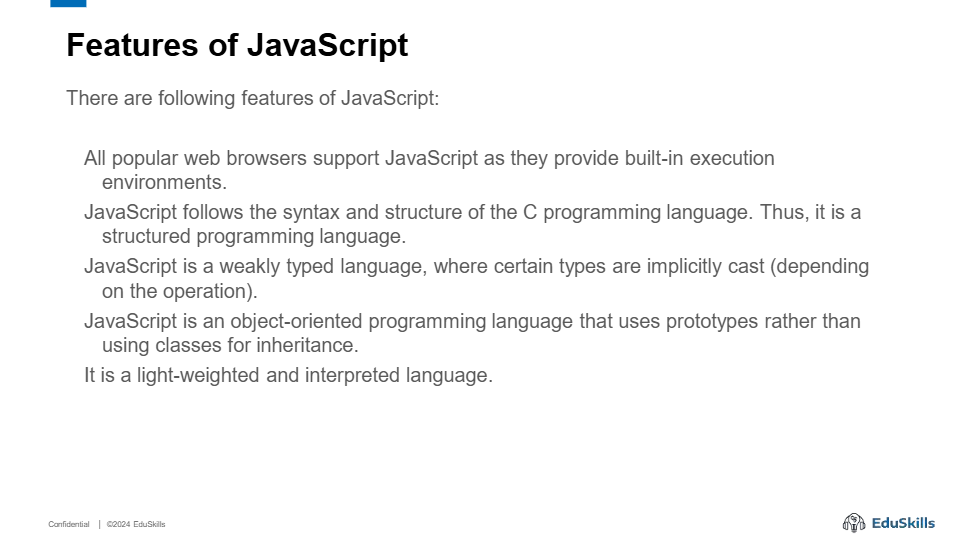 Features of JavaScript
There are following features of JavaScript:
All popular web browsers support JavaScript as they provide built-in execution
environments.
JavaScript follows the syntax and structure of the C programming language. Thus, it is a
structured programming language.
JavaScript is a weakly typed language, where certain types are implicitly cast (depending
on the operation).
JavaScript is an object-oriented programming language that uses prototypes rather than
using classes for inheritance.
It is a light-weighted and interpreted language.
Confidential | ©2024 EduSkills
EduSkills